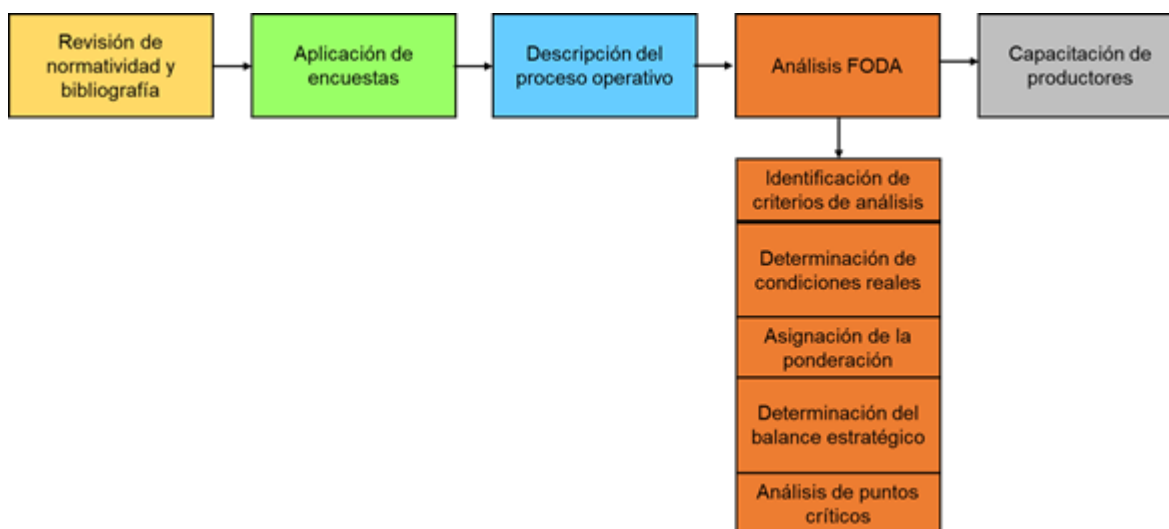 Revisión de
normatividad y
bibliografía
Aplicación de
encuestas
Descripción del
proceso operativo
Análisis FODA
Capacitación de
productores
Identificación de
criterios de análisis
Determinación de
condiciones reales
Asignación de la
ponderación
Determinación del
balance estratégico
Análisis de puntos
críticos